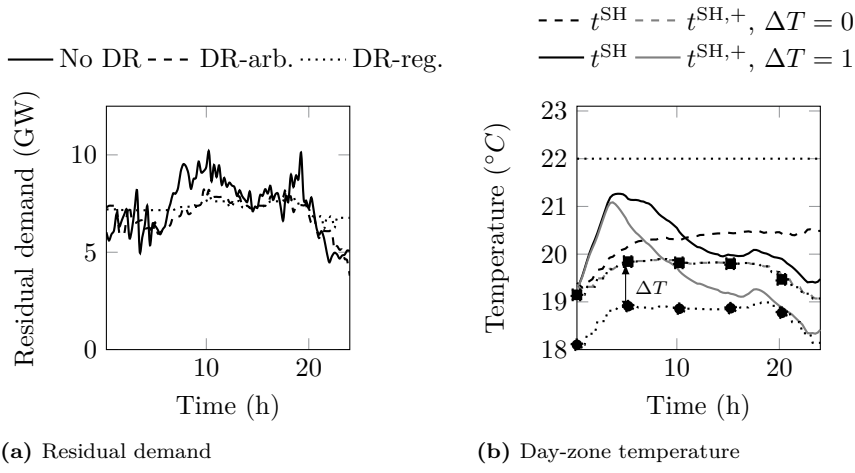 No DR DR-arb. DR-reg.
Residual demand (GW)
10
5
0
10 20
Time (h)
(a) Residual demand
t^SH t^SH,+, ΔT = 0
t^SH t^SH,+, ΔT = 1
Temperature (°C)
23
22
21
20
19
18
ΔT
10 20
Time (h)
(b) Day-zone temperature